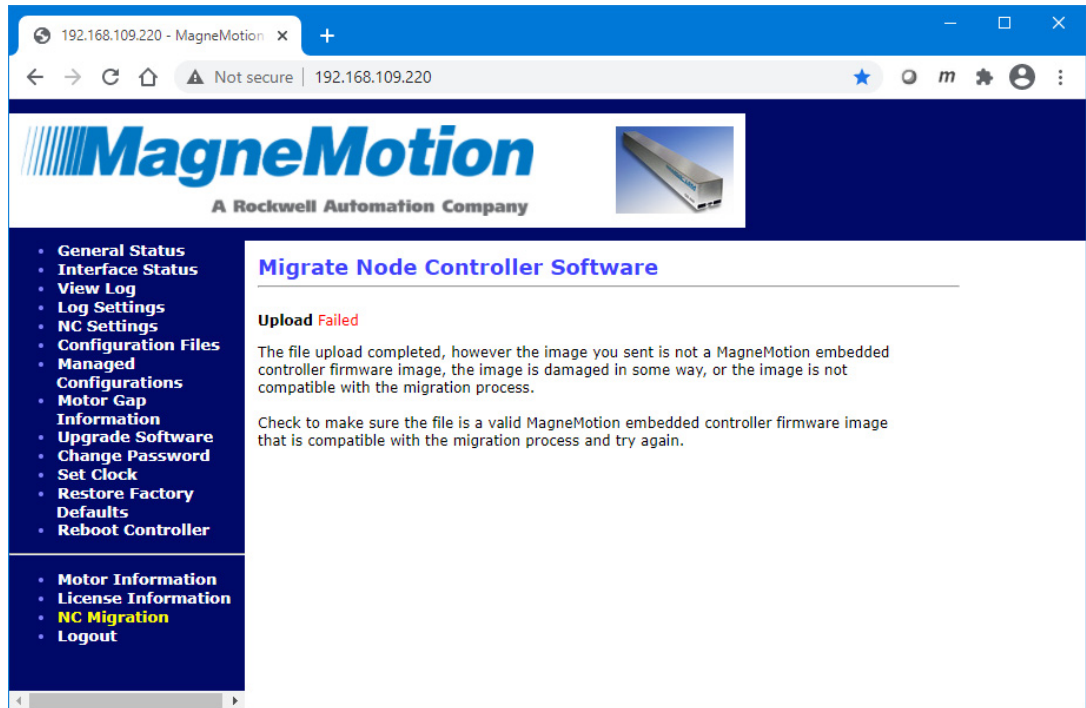 192.168.109.220 - MagneMotion
Not secure | 192.168.109.220
m
MagneMotion
A Rockwell Automation Company
General Status
Interface Status
View Log
Log Settings
NC Settings
Configuration Files
Managed
Configurations
Motor Gap
Information
Upgrade Software
Change Password
Set Clock
Restore Factory
Defaults
Reboot Controller
Motor Information
License Information
NC Migration
Logout
Migrate Node Controller Software
Upload Failed
The file upload completed, however the image you sent is not a MagneMotion embedded
controller firmware image, the image is damaged in some way, or the image is not
compatible with the migration process.
Check to make sure the file is a valid MagneMotion embedded controller firmware image
that is compatible with the migration process and try again.